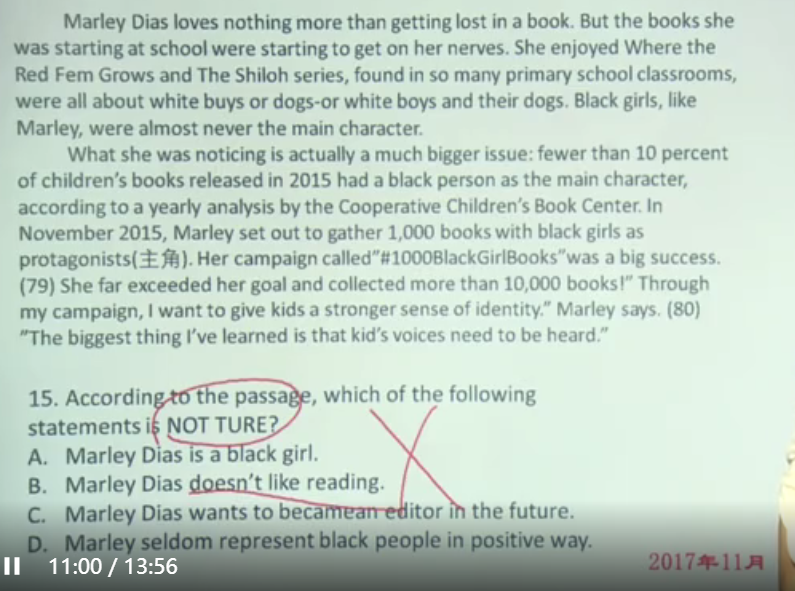 Marley Dias loves nothing more than getting lost in a book. But the books she
was starting at school were starting to get on her nerves. She enjoyed Where the
Red Fem Grows and The Shiloh series, found in so many primary school classrooms,
were all about white buys or dogs-or white boys and their dogs. Black girls, like
Marley, were almost never the main character.
What she was noticing is actually a much bigger issue: fewer than 10 percent
of children's books released in 2015 had a black person as the main character,
according to a yearly analysis by the Cooperative Children's Book Center. In
November 2015, Marley set out to gather 1,000 books with black girls as
protagonists(主角). Her campaign called"#1000BlackGirlBooks"was a big success.
(79) She far exceeded her goal and collected more than 10,000 books!" Through
my campaign, I want to give kids a stronger sense of identity." Marley says. (80)
"The biggest thing I've learned is that kid's voices need to be heard."
15. According to the passage, which of the following
statements is NOT TURE?
A. Marley Dias is a black girl.
B. Marley Dias doesn't like reading.
C. Marley Dias wants to becamean editor in the future.
D. Marley seldom represent black people in positive way.
11:00 / 13:56
2017年11月